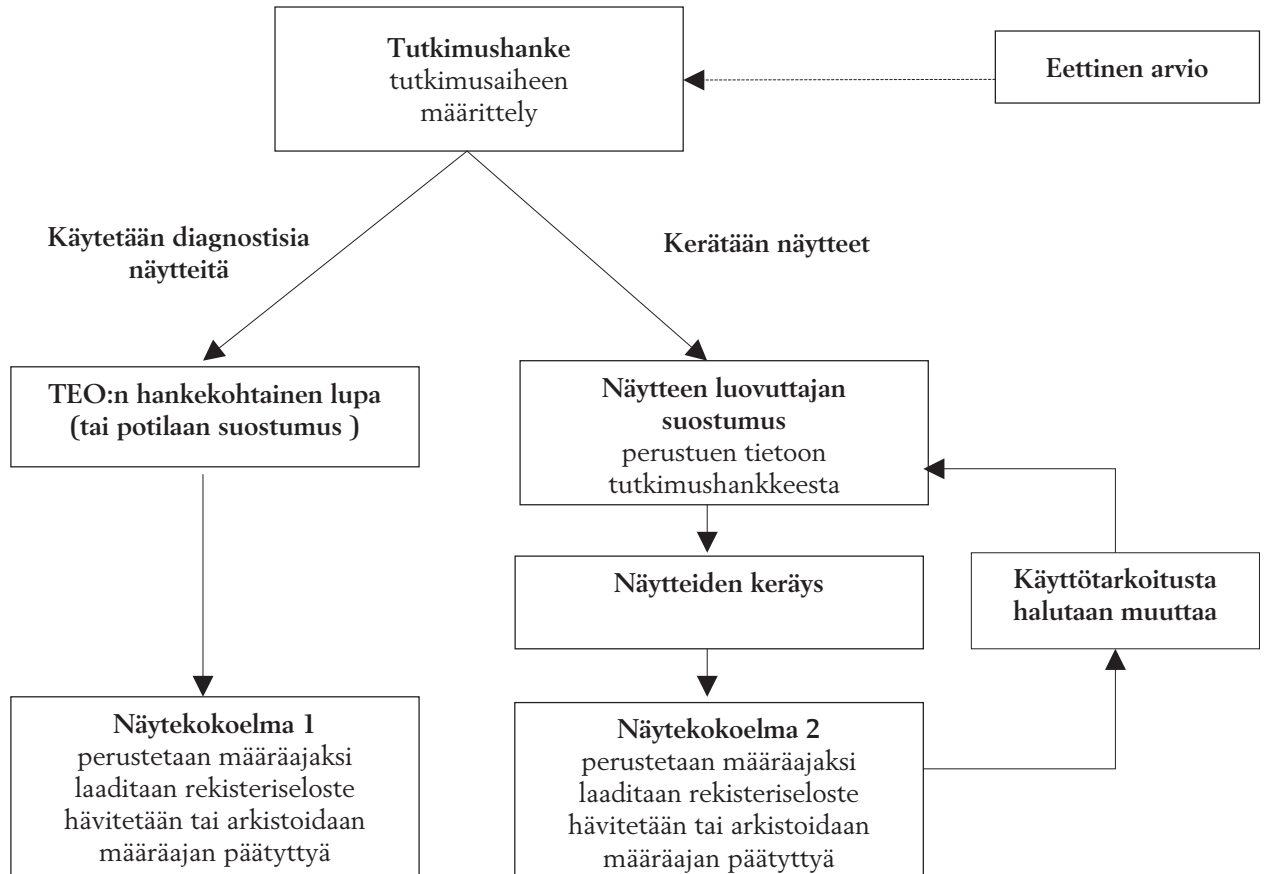 Tutkimushanke
tutkimusaiheen
määrittely
Eettinen arvio
Käytetään diagnostisia
näytteitä
Kerätään näytteet
TEO:n hankekohtainen lupa
(tai potilaan suostumus )
Näytteen luovuttajan
suostumus
perustuen tietoon
tutkimushankkeesta
Näytteiden keräys
Käyttötarkoitusta
halutaan muuttaa
Näytekokoelma 1
perustetaan määräajaksi
laaditaan rekisteriseloste
hävitetään tai arkistoidaan
määräajan päätyttyä
Näytekokoelma 2
perustetaan määräajaksi
laaditaan rekisteriseloste
hävitetään tai arkistoidaan
määräajan päätyttyä